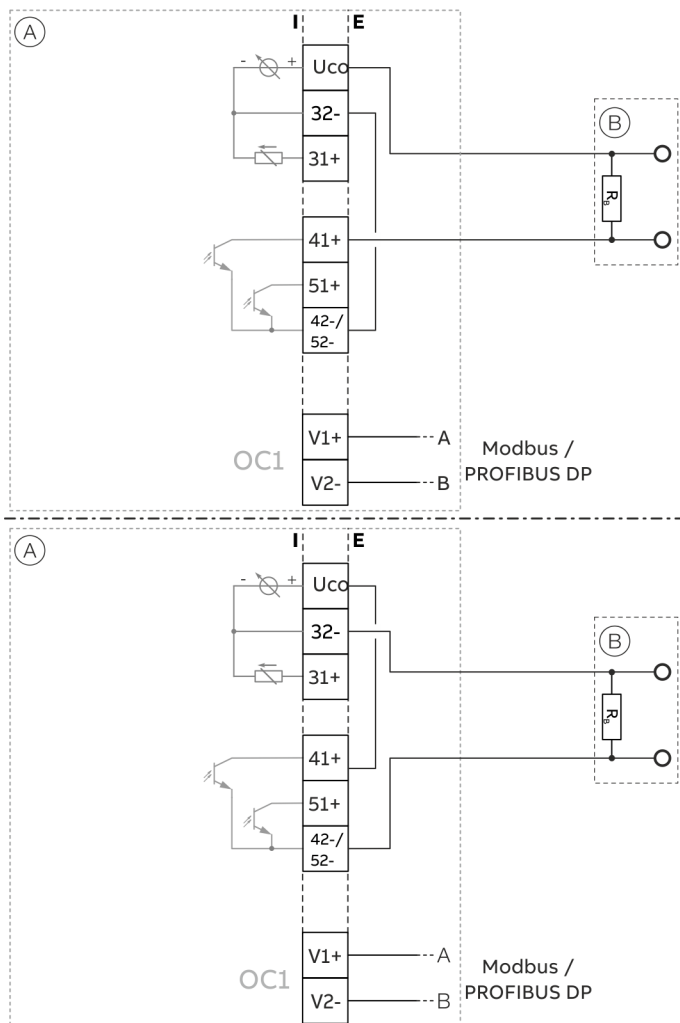 A
I E
- + Uco
32-
B
31+
RB
41+
51+
42-/
52-
V1+ A
Modbus /
OC1
PROFIBUS DP
V2- B
A
I E
- + Uco
32-
B
31+
RB
41+
51+
42-/
52-
V1+ A
Modbus /
OC1
PROFIBUS DP
V2- B